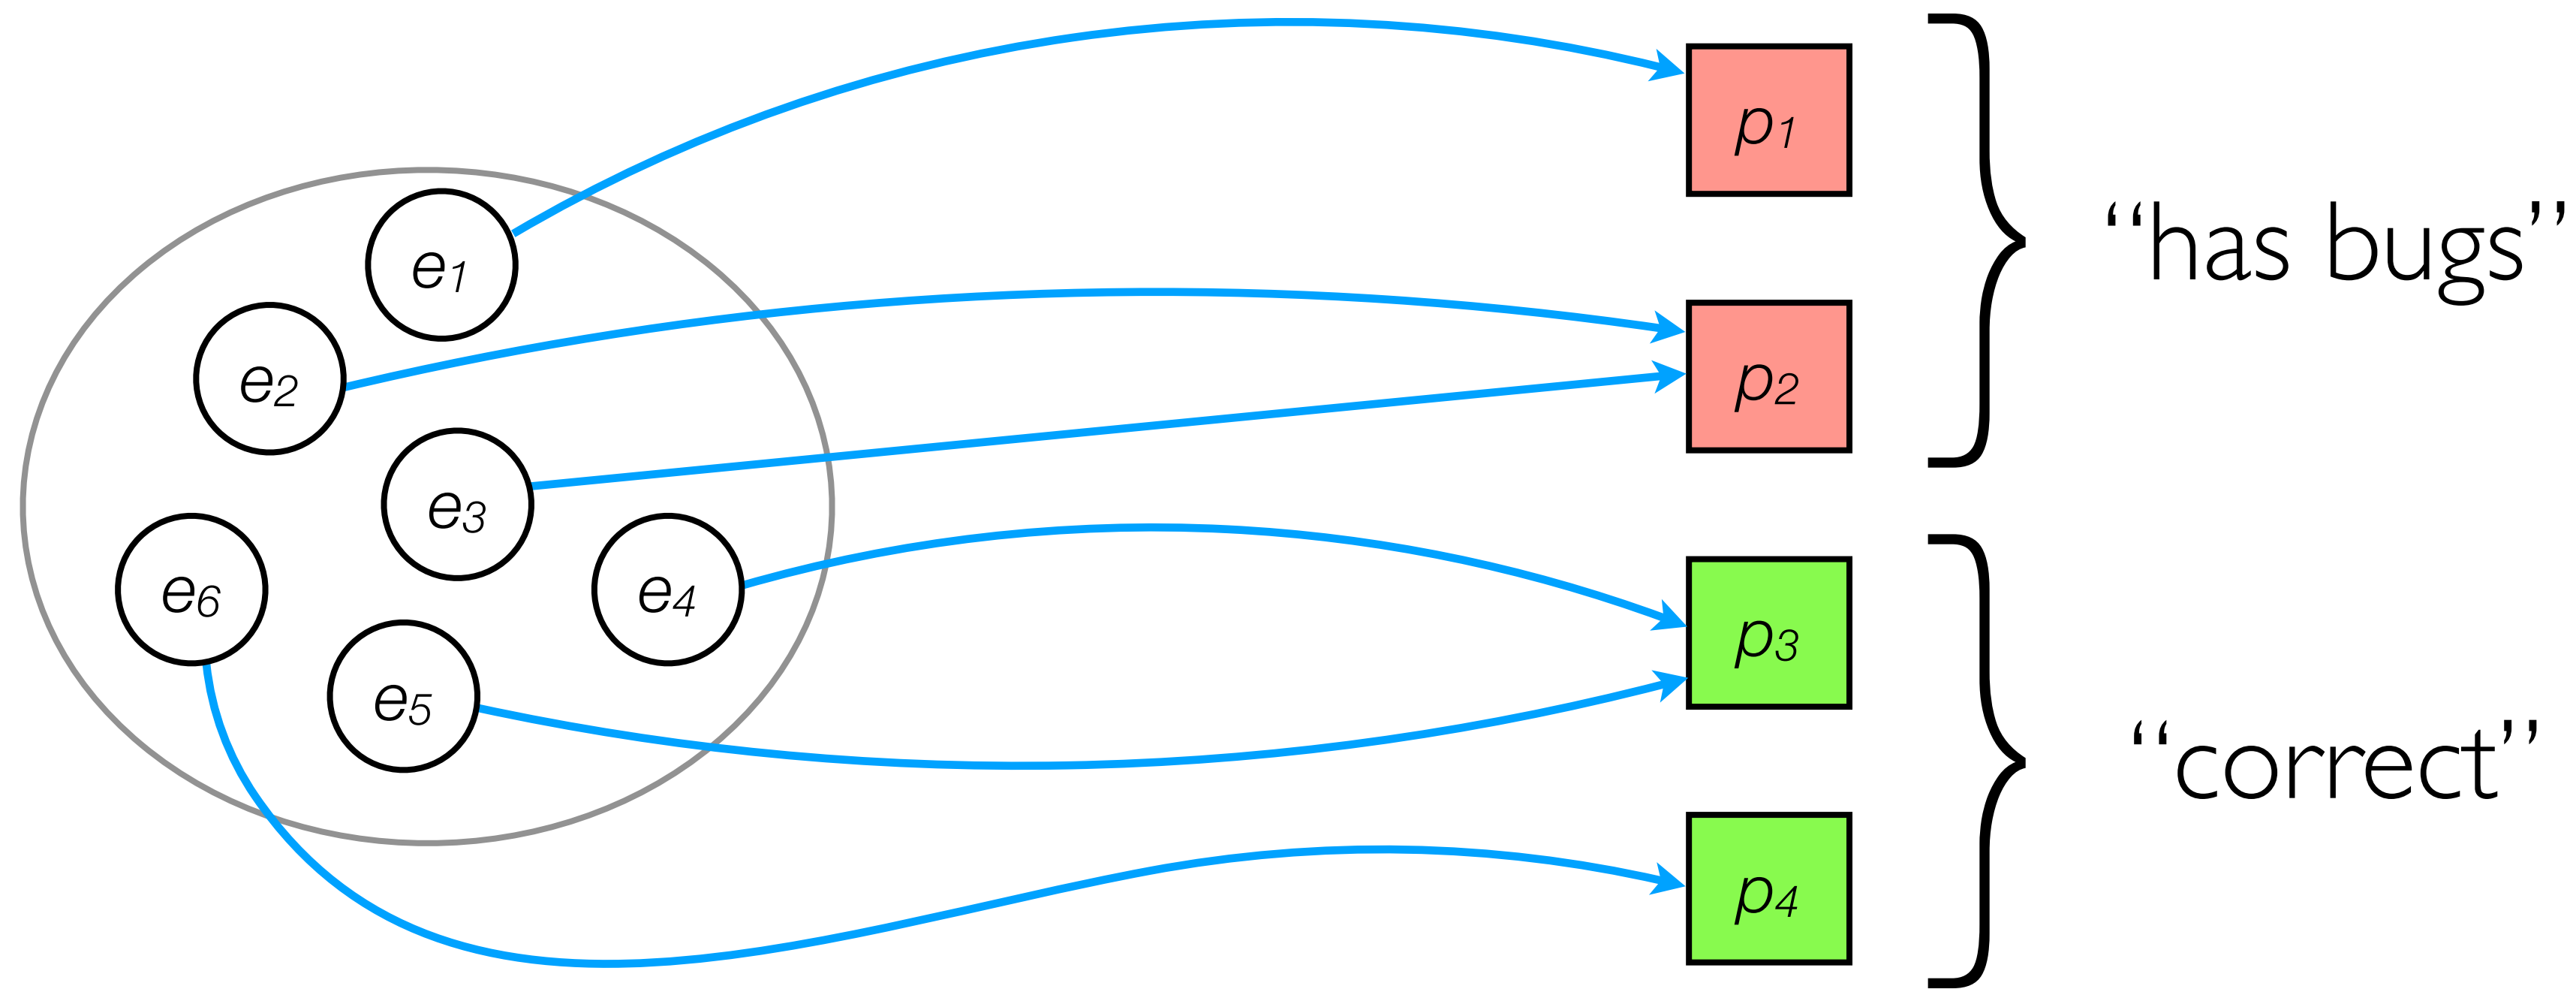 e1
e2
e3
e4
e5
e6
p1
p2
p3
p4
“has bugs”
“correct”